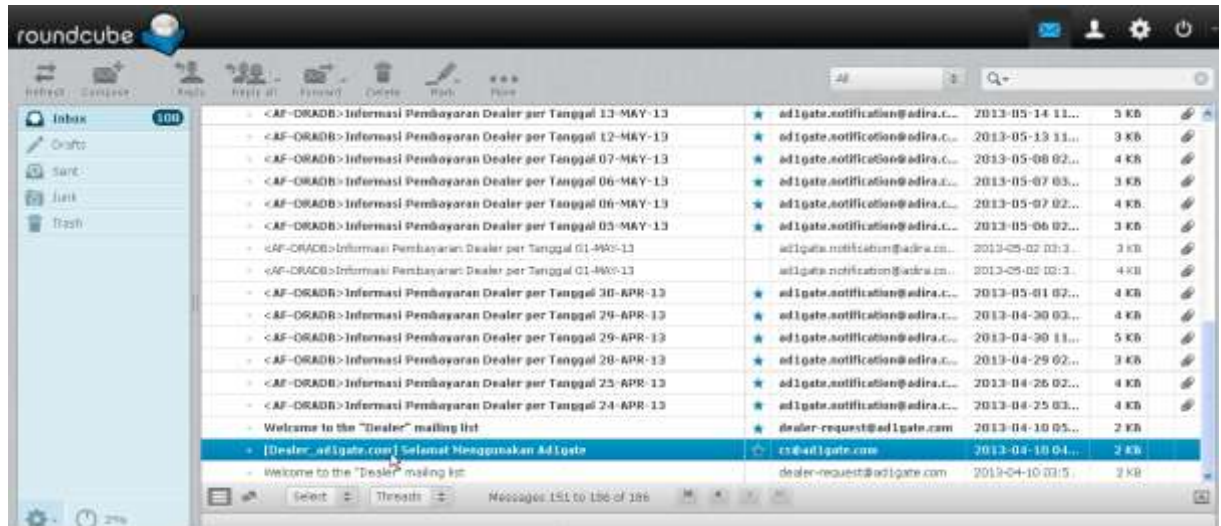 roundcube
Refresh Compose Reply Reply all Forward Delete Mark More All
Inbox 100
Drafts
Sent
Junk
Trash
<AF-ORADB>Informasi Pembayaran Dealer per Tanggal 13-MAY-13 ad1gate.notification@adira.c... 2013-05-14 11... 5 KB
<AF-ORADB>Informasi Pembayaran Dealer per Tanggal 12-MAY-13 ad1gate.notification@adira.c... 2013-05-13 11... 3 KB
<AF-ORADB>Informasi Pembayaran Dealer per Tanggal 07-MAY-13 ad1gate.notification@adira.c... 2013-05-08 02... 4 KB
<AF-ORADB>Informasi Pembayaran Dealer per Tanggal 06-MAY-13 ad1gate.notification@adira.c... 2013-05-07 03... 3 KB
<AF-ORADB>Informasi Pembayaran Dealer per Tanggal 06-MAY-13 ad1gate.notification@adira.c... 2013-05-07 02... 4 KB
<AF-ORADB>Informasi Pembayaran Dealer per Tanggal 05-MAY-13 ad1gate.notification@adira.c... 2013-05-06 02... 3 KB
<AF-ORADB>Informasi Pembayaran Dealer per Tanggal 01-MAY-13 ad1gate.notification@adira.co... 2013-05-02 03:3... 3 KB
<AF-ORADB>Informasi Pembayaran Dealer per Tanggal 01-MAY-13 ad1gate.notification@adira.co... 2013-05-02 02:3... 4 KB
<AF-ORADB>Informasi Pembayaran Dealer per Tanggal 30-APR-13 ad1gate.notification@adira.c... 2013-05-01 02... 4 KB
<AF-ORADB>Informasi Pembayaran Dealer per Tanggal 29-APR-13 ad1gate.notification@adira.c... 2013-04-30 03... 4 KB
<AF-ORADB>Informasi Pembayaran Dealer per Tanggal 29-APR-13 ad1gate.notification@adira.c... 2013-04-30 11... 5 KB
<AF-ORADB>Informasi Pembayaran Dealer per Tanggal 28-APR-13 ad1gate.notification@adira.c... 2013-04-29 02... 3 KB
<AF-ORADB>Informasi Pembayaran Dealer per Tanggal 25-APR-13 ad1gate.notification@adira.c... 2013-04-26 02... 4 KB
<AF-ORADB>Informasi Pembayaran Dealer per Tanggal 24-APR-13 ad1gate.notification@adira.c... 2013-04-25 03... 4 KB
Welcome to the "Dealer" mailing list dealer-request@ad1gate.com 2013-04-10 05... 2 KB
[Dealer_ad1gate.com] Selamat Menggunakan Ad1gate cs@ad1gate.com 2013-04-10 04... 2 KB
Welcome to the "Dealer" mailing list dealer-request@ad1gate.com 2013-04-10 03:5... 2 KB
Select Threads Messages 151 to 186 of 186